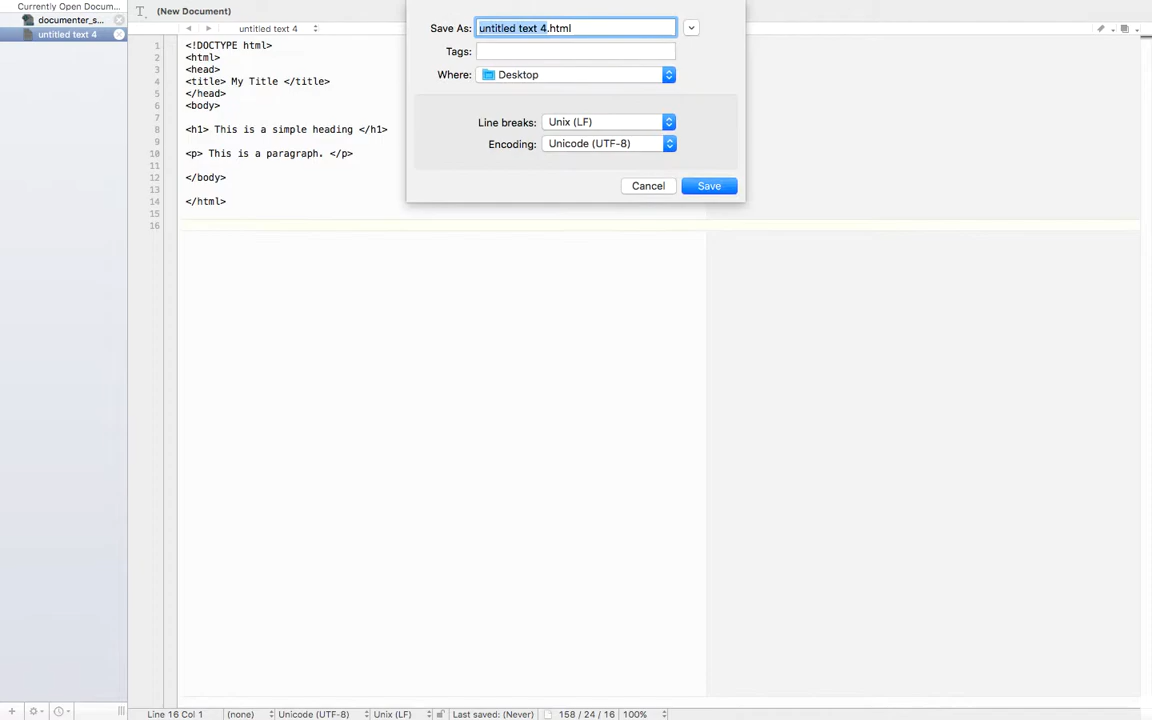 Currently Open Docum...
documenter_s...
untitled text 4
(New Document)
untitled text 4
Save As: untitled text 4.html
Tags:
Where: Desktop
Line breaks: Unix (LF)
Encoding: Unicode (UTF-8)
Cancel Save
1 <!DOCTYPE html>
2 <html>
3 <head>
4 <title> My Title </title>
5 </head>
6 <body>
7
8 <h1> This is a simple heading </h1>
9
10 <p> This is a paragraph. </p>
11
12 </body>
13
14 </html>
15
16
Line 16 Col 1 (none) Unicode (UTF-8) Unix (LF) Last saved: (Never) 158 / 24 / 16 100%